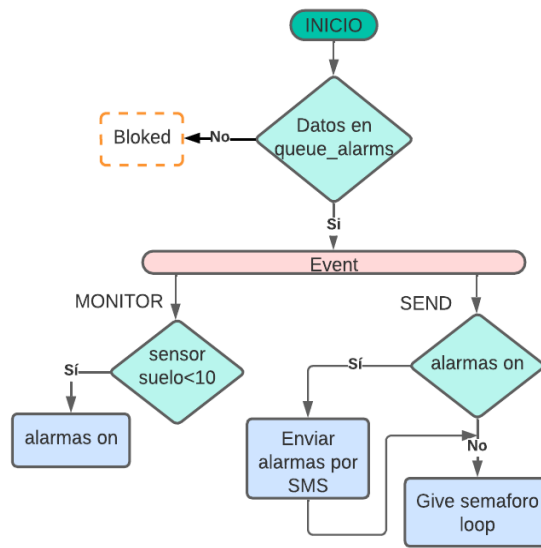 INICIO
Datos en
queue_alarms
No
Bloked
Si
Event
MONITOR
SEND
sensor
suelo<10
Sí
alarmas on
alarmas on
Sí
Enviar
alarmas por
SMS
No
Give semaforo
loop